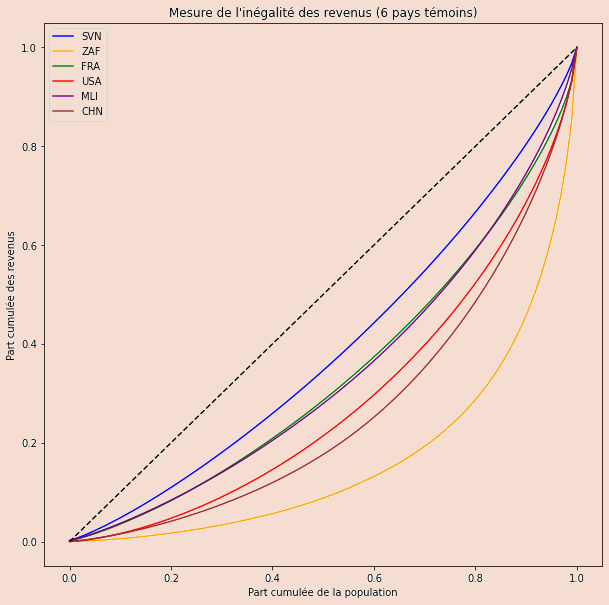 Mesure de l'inégalité des revenus (6 pays témoins)
SVN
ZAF
FRA
USA
MLI
CHN
Part cumulée des revenus
1.0
0.8
0.6
0.4
0.2
0.0
0.0 0.2 0.4 0.6 0.8 1.0
Part cumulée de la population